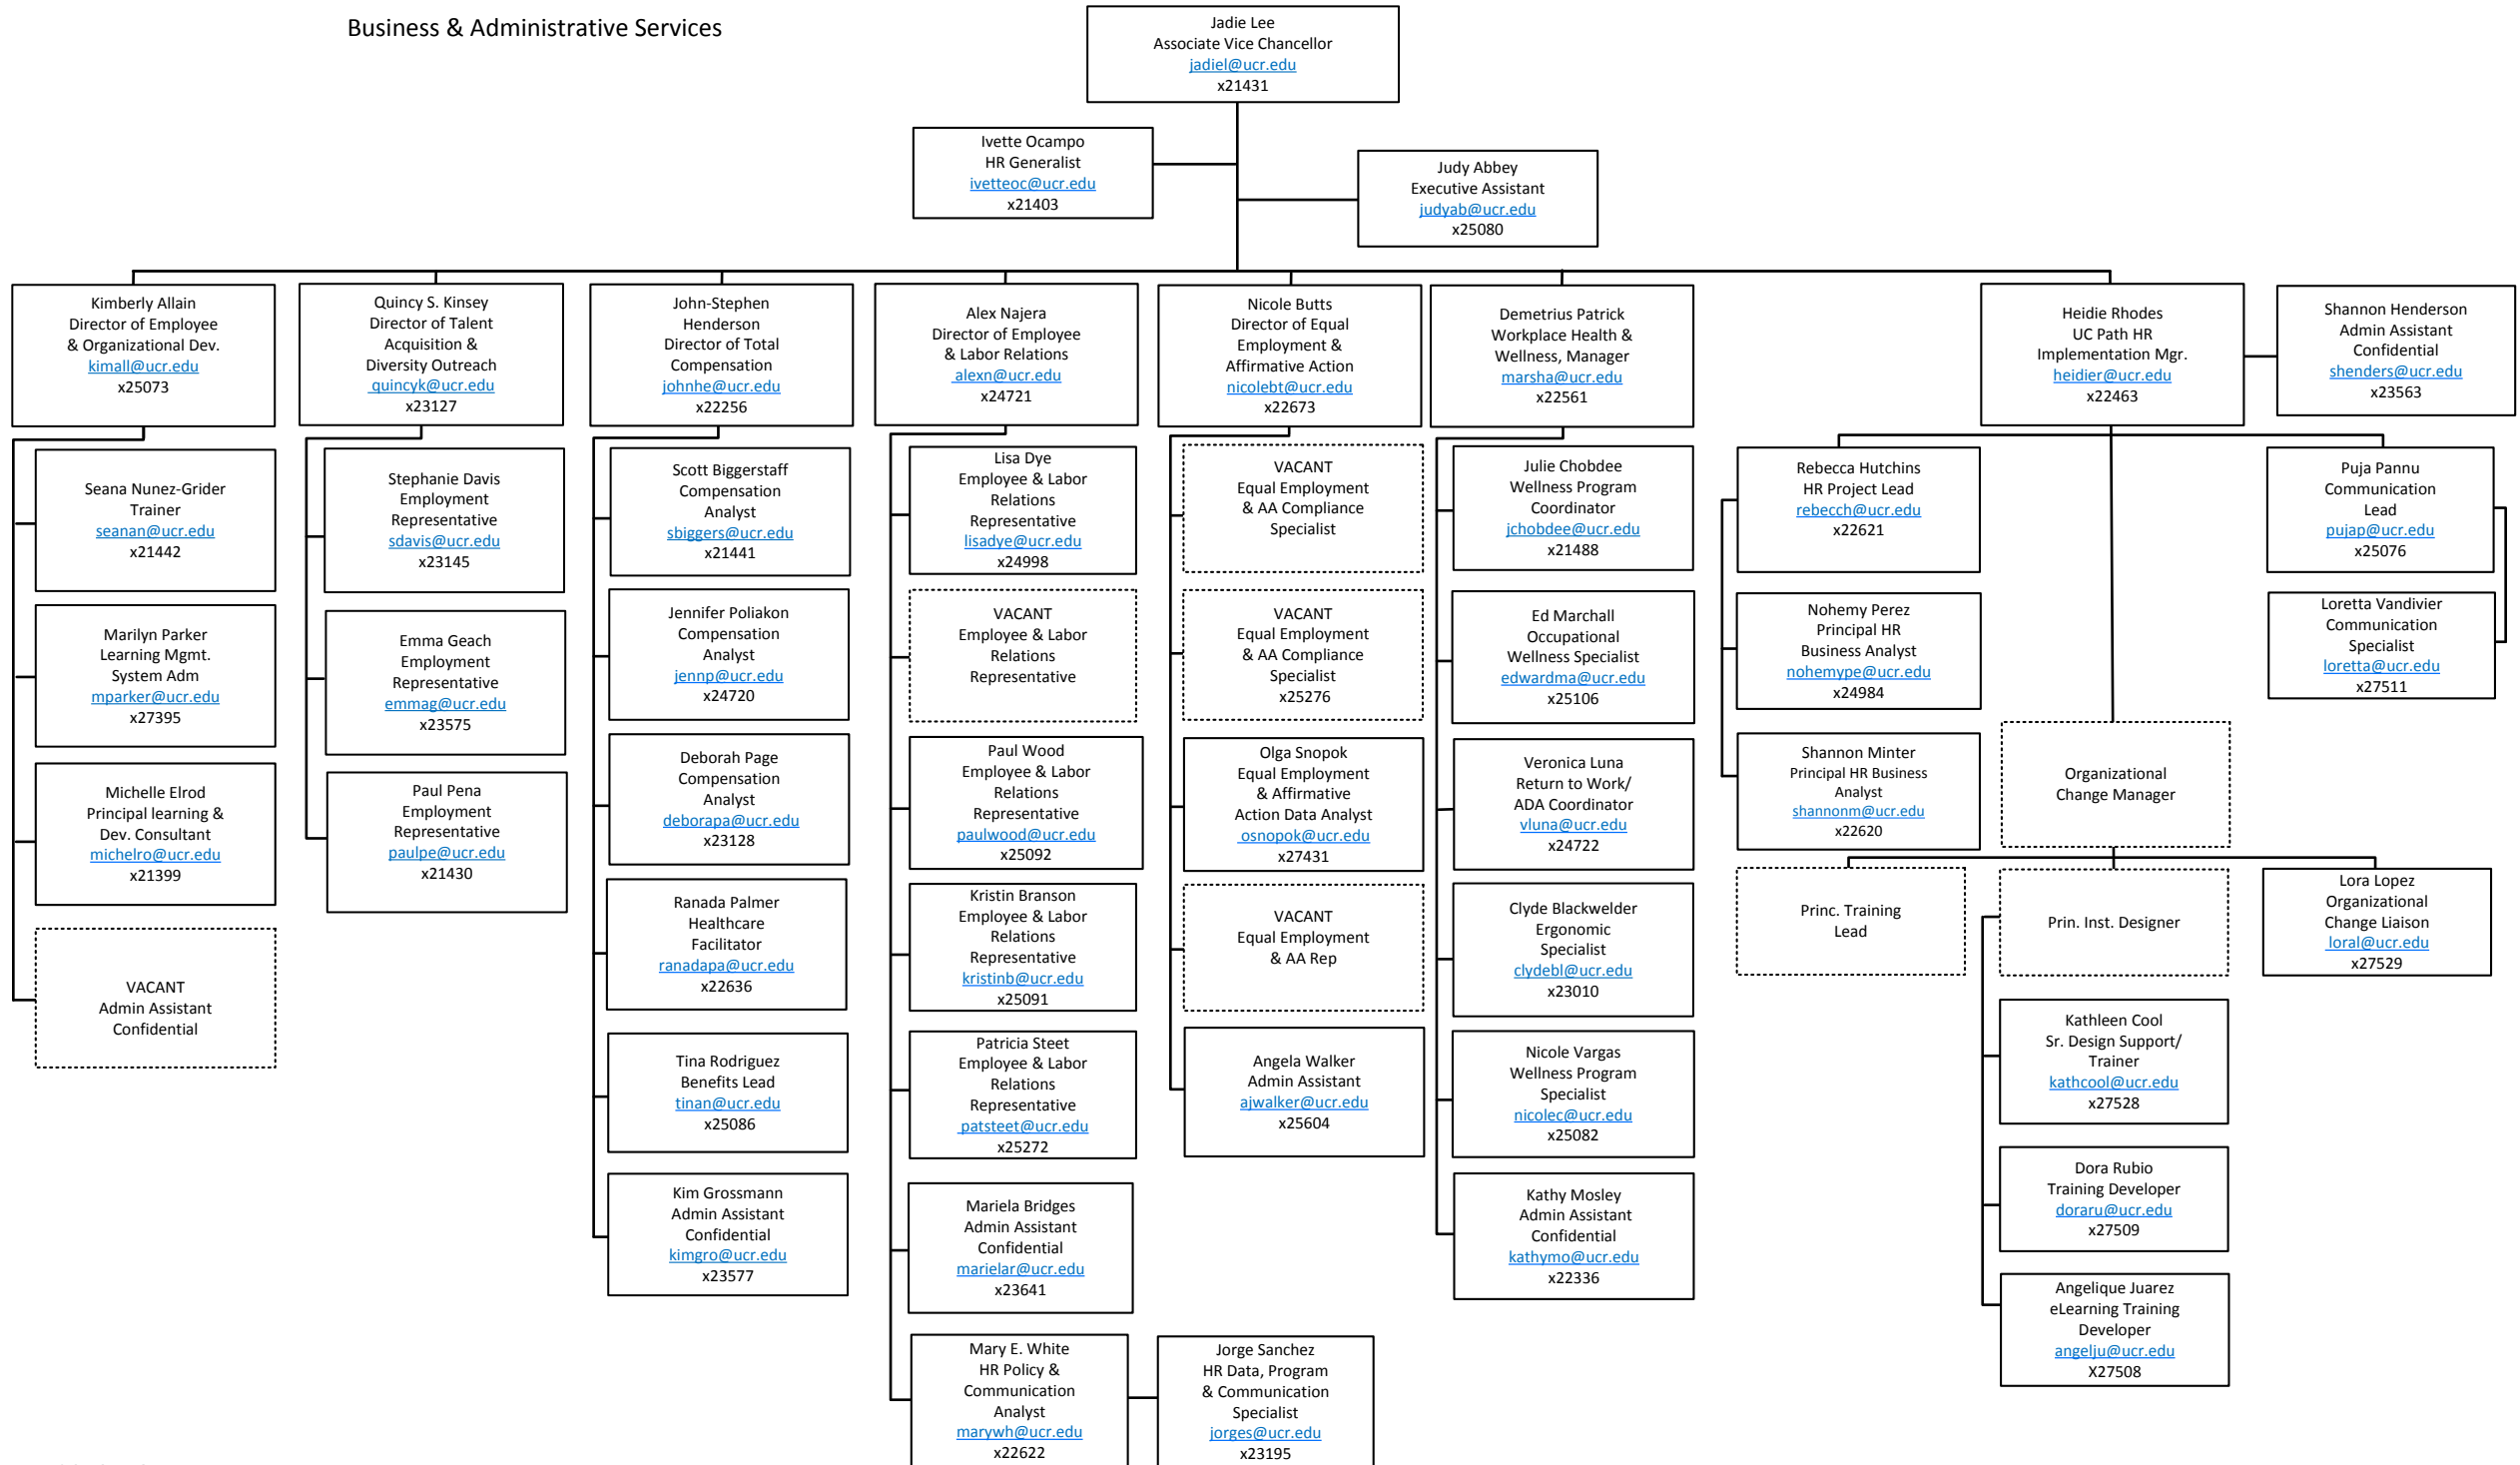 Business & Administrative Services
Jadie Lee
Associate Vice Chancellor
jadiel@ucr.edu
x21431
Ivette Ocampo
HR Generalist
ivetteoc@ucr.edu
x21403
Judy Abbey
Executive Assistant
judyab@ucr.edu
x25080
Kimberly Allain
Director of Employee
& Organizational Dev.
kimall@ucr.edu
x25073
Seana Nunez-Grider
Trainer
seanan@ucr.edu
x21442
Marilyn Parker
Learning Mgmt.
System Adm
mparker@ucr.edu
x27395
Michelle Elrod
Principal learning &
Dev. Consultant
michelro@ucr.edu
x21399
VACANT
Admin Assistant
Confidential
Quincy S. Kinsey
Director of Talent
Acquisition &
Diversity Outreach
quincyk@ucr.edu
x23127
Stephanie Davis
Employment
Representative
sdavis@ucr.edu
x23145
Emma Geach
Employment
Representative
emmag@ucr.edu
x23575
Paul Pena
Employment
Representative
paulpe@ucr.edu
x21430
John-Stephen
Henderson
Director of Total
Compensation
johnhe@ucr.edu
x22256
Scott Biggerstaff
Compensation
Analyst
sbiggers@ucr.edu
x21441
Jennifer Poliakon
Compensation
Analyst
jennp@ucr.edu
x24720
Deborah Page
Compensation
Analyst
deborapa@ucr.edu
x23128
Ranada Palmer
Healthcare
Facilitator
ranadapa@ucr.edu
x22636
Tina Rodriguez
Benefits Lead
tinan@ucr.edu
x25086
Kim Grossmann
Admin Assistant
Confidential
kimgro@ucr.edu
x23577
Alex Najera
Director of Employee
& Labor Relations
alexn@ucr.edu
x24721
Lisa Dye
Employee & Labor
Relations
Representative
lisadye@ucr.edu
x24998
VACANT
Employee & Labor
Relations
Representative
Paul Wood
Employee & Labor
Relations
Representative
paulwood@ucr.edu
x25092
Kristin Branson
Employee & Labor
Relations
Representative
kristinb@ucr.edu
x25091
Patricia Steet
Employee & Labor
Relations
Representative
patsteet@ucr.edu
x25272
Mariela Bridges
Admin Assistant
Confidential
marielar@ucr.edu
x23641
Mary E. White
HR Policy &
Communication
Analyst
marywh@ucr.edu
x22622
Jorge Sanchez
HR Data, Program
& Communication
Specialist
jorges@ucr.edu
x23195
Nicole Butts
Director of Equal
Employment &
Affirmative Action
nicolebt@ucr.edu
x22673
VACANT
Equal Employment
& AA Compliance
Specialist
VACANT
Equal Employment
& AA Compliance
Specialist
x25276
Olga Snopok
Equal Employment
& Affirmative
Action Data Analyst
osnopok@ucr.edu
x27431
VACANT
Equal Employment
& AA Rep
Angela Walker
Admin Assistant
ajwalker@ucr.edu
x25604
Demetrius Patrick
Workplace Health &
Wellness, Manager
marsha@ucr.edu
x22561
Julie Chobdee
Wellness Program
Coordinator
jchobdee@ucr.edu
x21488
Ed Marchall
Occupational
Wellness Specialist
edwardma@ucr.edu
x25106
Veronica Luna
Return to Work/
ADA Coordinator
vluna@ucr.edu
x24722
Clyde Blackwelder
Ergonomic
Specialist
clydebl@ucr.edu
x23010
Nicole Vargas
Wellness Program
Specialist
nicolec@ucr.edu
x25082
Kathy Mosley
Admin Assistant
Confidential
kathymo@ucr.edu
x22336
Heidie Rhodes
UC Path HR
Implementation Mgr.
heidier@ucr.edu
x22463
Shannon Henderson
Admin Assistant
Confidential
shenders@ucr.edu
x23563
Rebecca Hutchins
HR Project Lead
rebecch@ucr.edu
x22621
Nohemy Perez
Principal HR
Business Analyst
nohemype@ucr.edu
x24984
Shannon Minter
Principal HR Business
Analyst
shannonm@ucr.edu
x22620
Puja Pannu
Communication
Lead
pujap@ucr.edu
x25076
Loretta Vandivier
Communication
Specialist
loretta@ucr.edu
x27511
Organizational
Change Manager
Princ. Training
Lead
Prin. Inst. Designer
Lora Lopez
Organizational
Change Liaison
loral@ucr.edu
x27529
Kathleen Cool
Sr. Design Support/
Trainer
kathcool@ucr.edu
x27528
Dora Rubio
Training Developer
doraru@ucr.edu
x27509
Angelique Juarez
eLearning Training
Developer
angelju@ucr.edu
X27508